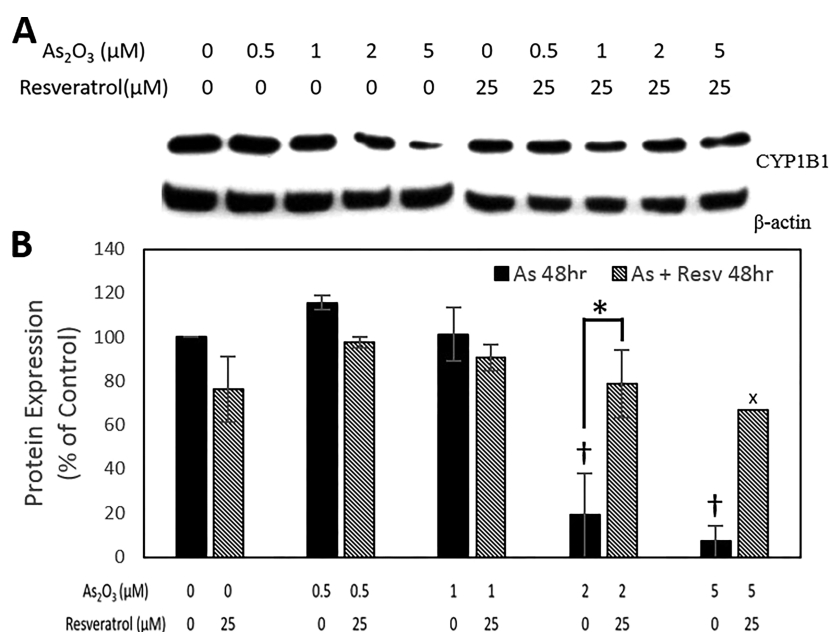 A
As₂O₃ (μM) 0 0.5 1 2 5 0 0.5 1 2 5
Resveratrol(μM) 0 0 0 0 0 25 25 25 25 25
CYP1B1
β-actin
B
140
120
100
80
60
40
20
0
Protein Expression
(% of Control)
As 48hr As + Resv 48hr
*
†
†
x
As₂O₃ (μM) 0 0 0.5 0.5 1 1 2 2 5 5
Resveratrol (μM) 0 25 0 25 0 25 0 25 0 25